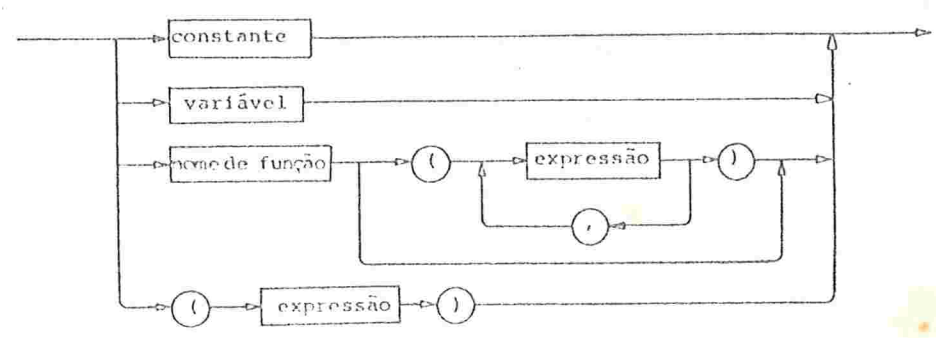 constante
variável
nome de função ( expressão )
,
( expressão )